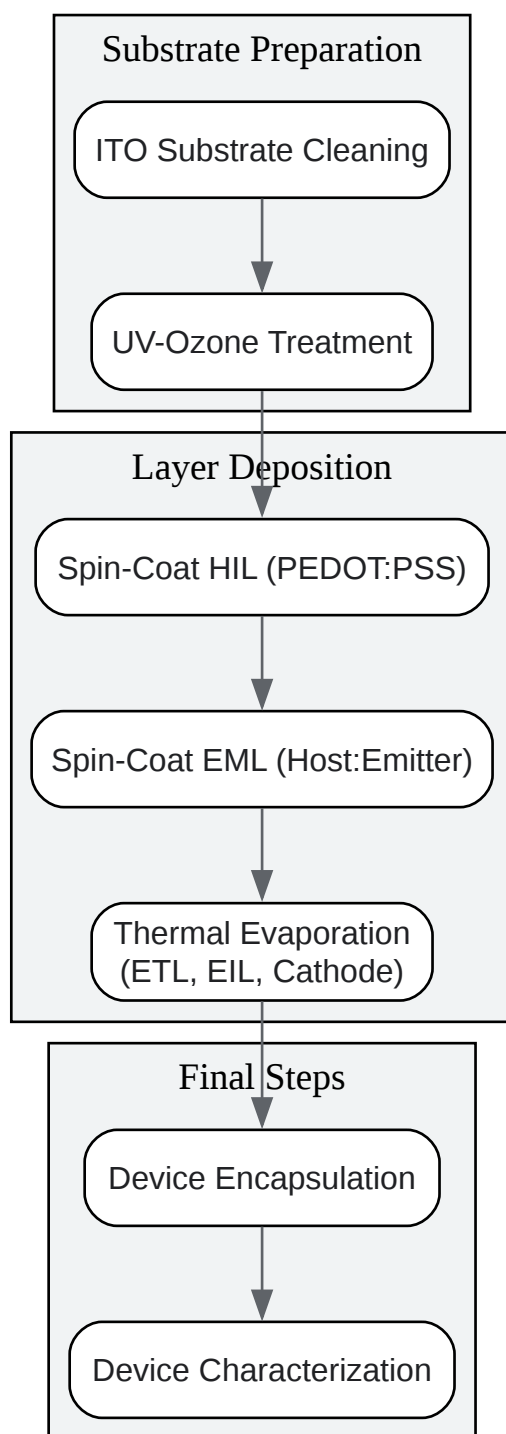 Substrate Preparation
ITO Substrate Cleaning
UV-Ozone Treatment
Layer Deposition
Spin-Coat HIL (PEDOT:PSS)
Spin-Coat EML (Host:Emitter)
Thermal Evaporation
(ETL, EIL, Cathode)
Final Steps
Device Encapsulation
Device Characterization